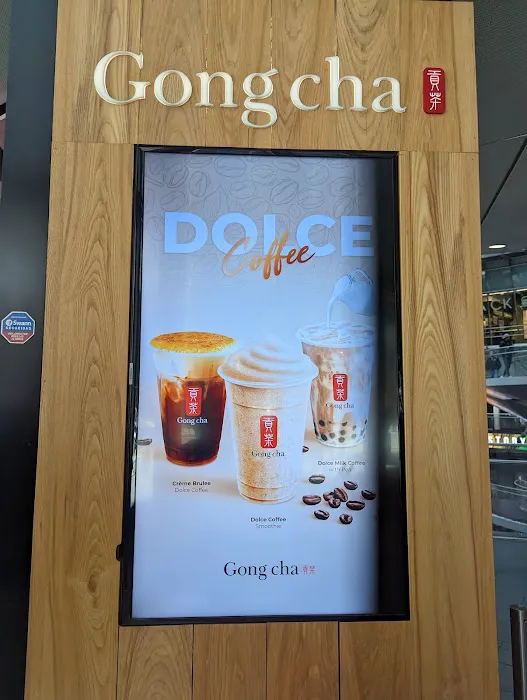 Gong cha 貢茶
DOLCE
Coffee
貢茶
Gong cha
貢茶
Gong cha
貢茶
Gong cha
Crème Brulee
Dolce Coffee
Dolce Coffee
Smoothie
Dolce Milk Coffee
Gong cha 貢茶
Swann